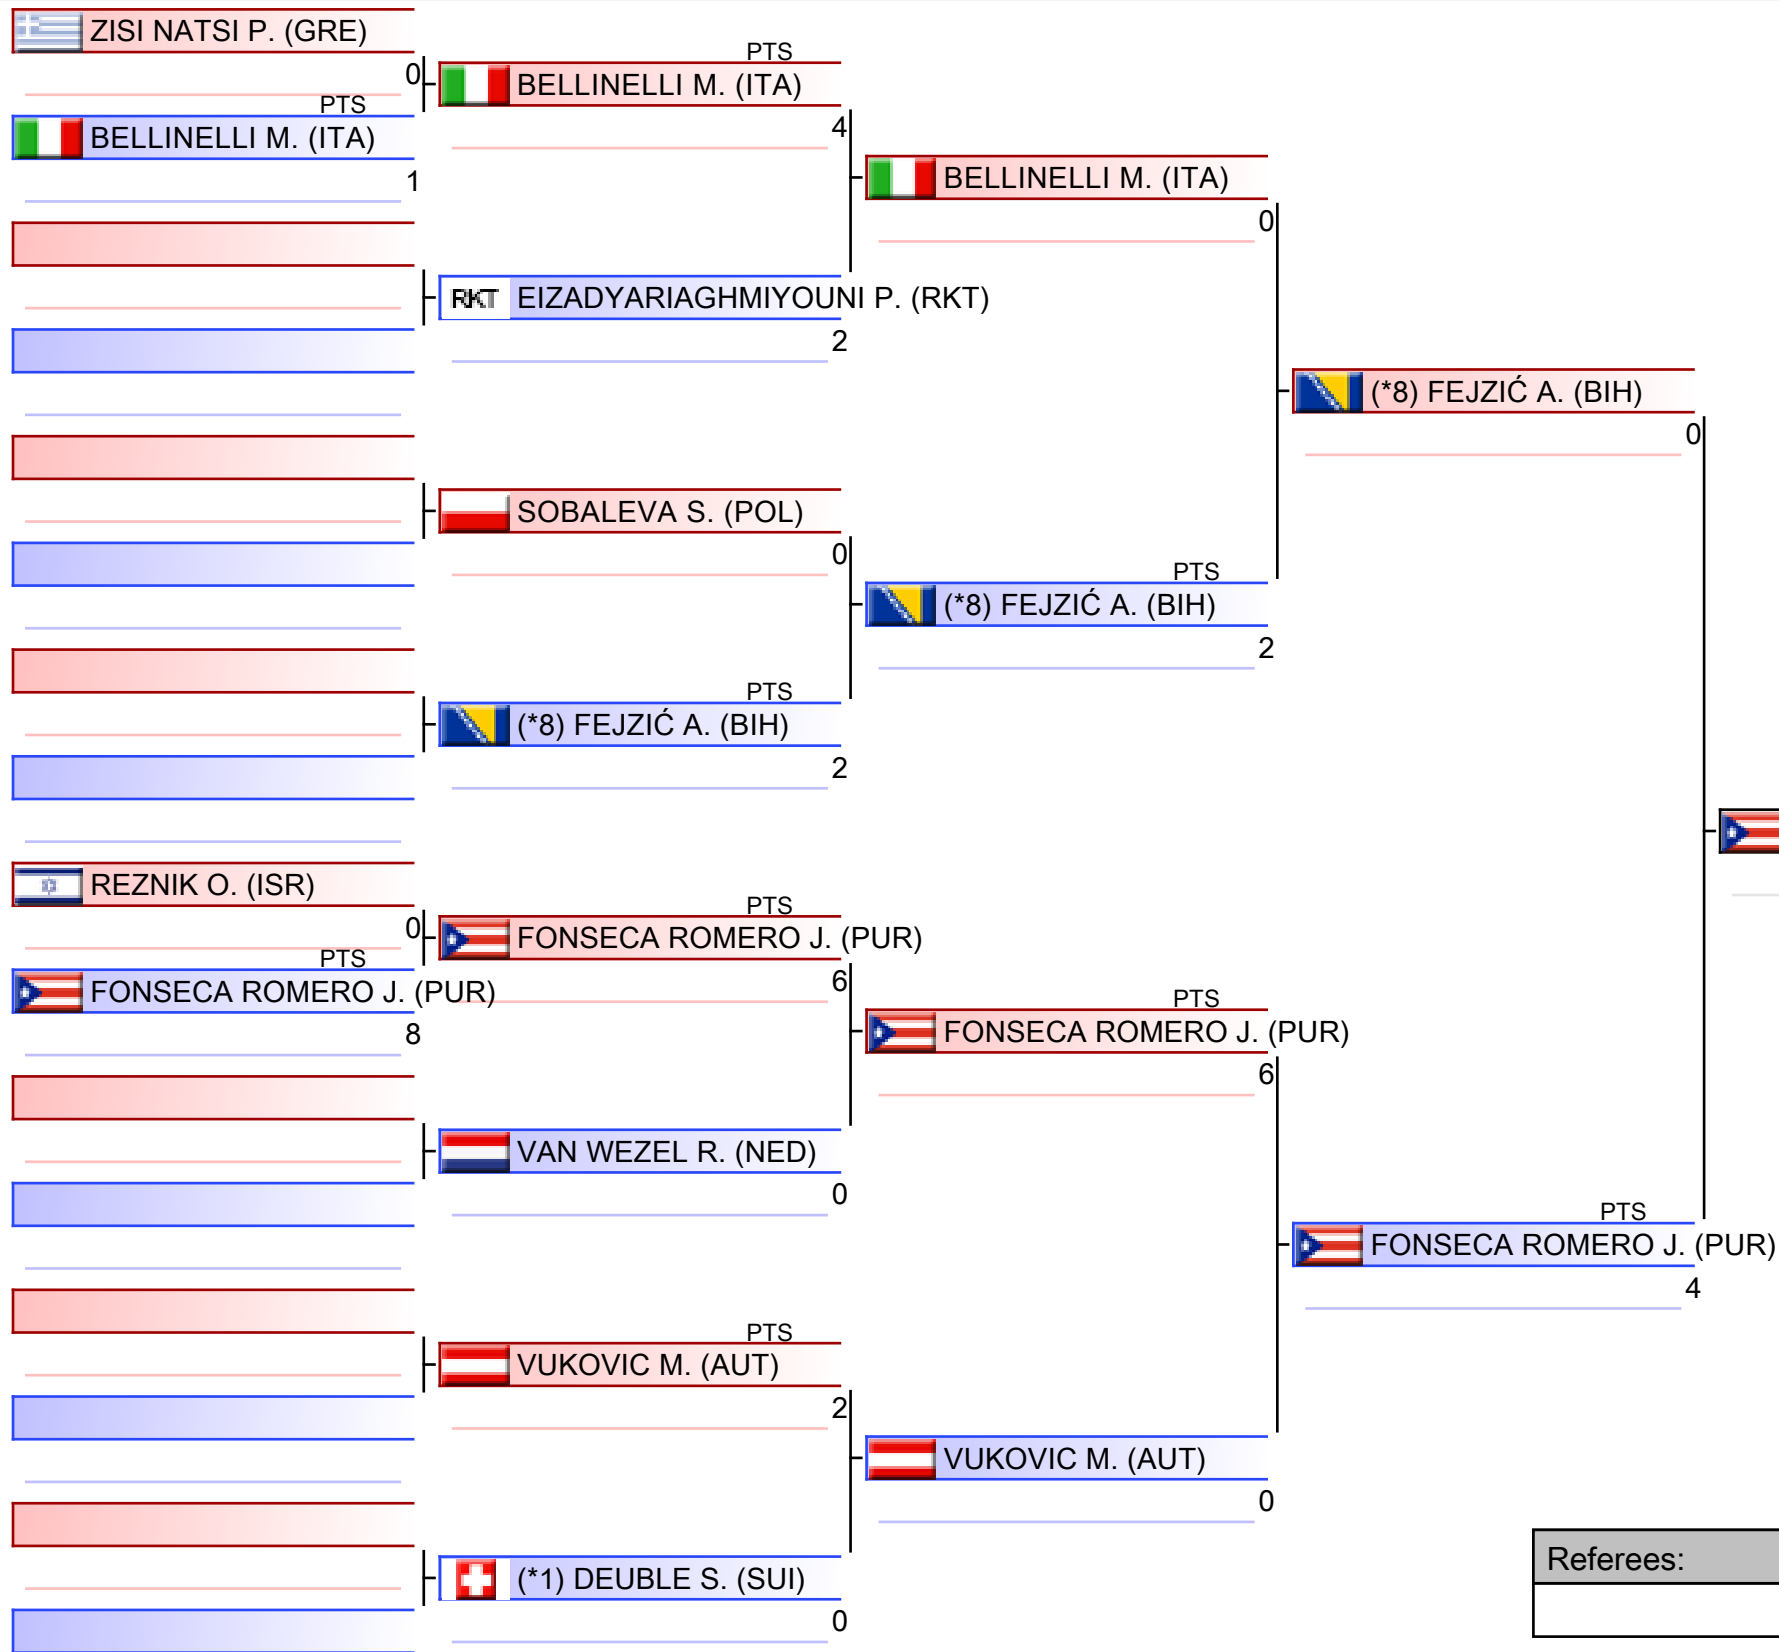 ZISI NATSI P. (GRE)
0
PTS
BELLINELLI M. (ITA)
1
PTS
BELLINELLI M. (ITA)
4
RKT EIZADYARIAGHMIYOUNI P. (RKT)
2
SOBALEVA S. (POL)
0
PTS
(*8) FEJZIĆ A. (BIH)
2
REZNIK O. (ISR)
0
PTS
FONSECA ROMERO J. (PUR)
8
PTS
FONSECA ROMERO J. (PUR)
6
VAN WEZEL R. (NED)
0
PTS
VUKOVIC M. (AUT)
2
(*1) DEUBLE S. (SUI)
0
BELLINELLI M. (ITA)
0
PTS
(*8) FEJZIĆ A. (BIH)
2
PTS
FONSECA ROMERO J. (PUR)
6
VUKOVIC M. (AUT)
0
(*8) FEJZIĆ A. (BIH)
0
PTS
FONSECA ROMERO J. (PUR)
4
Referees: